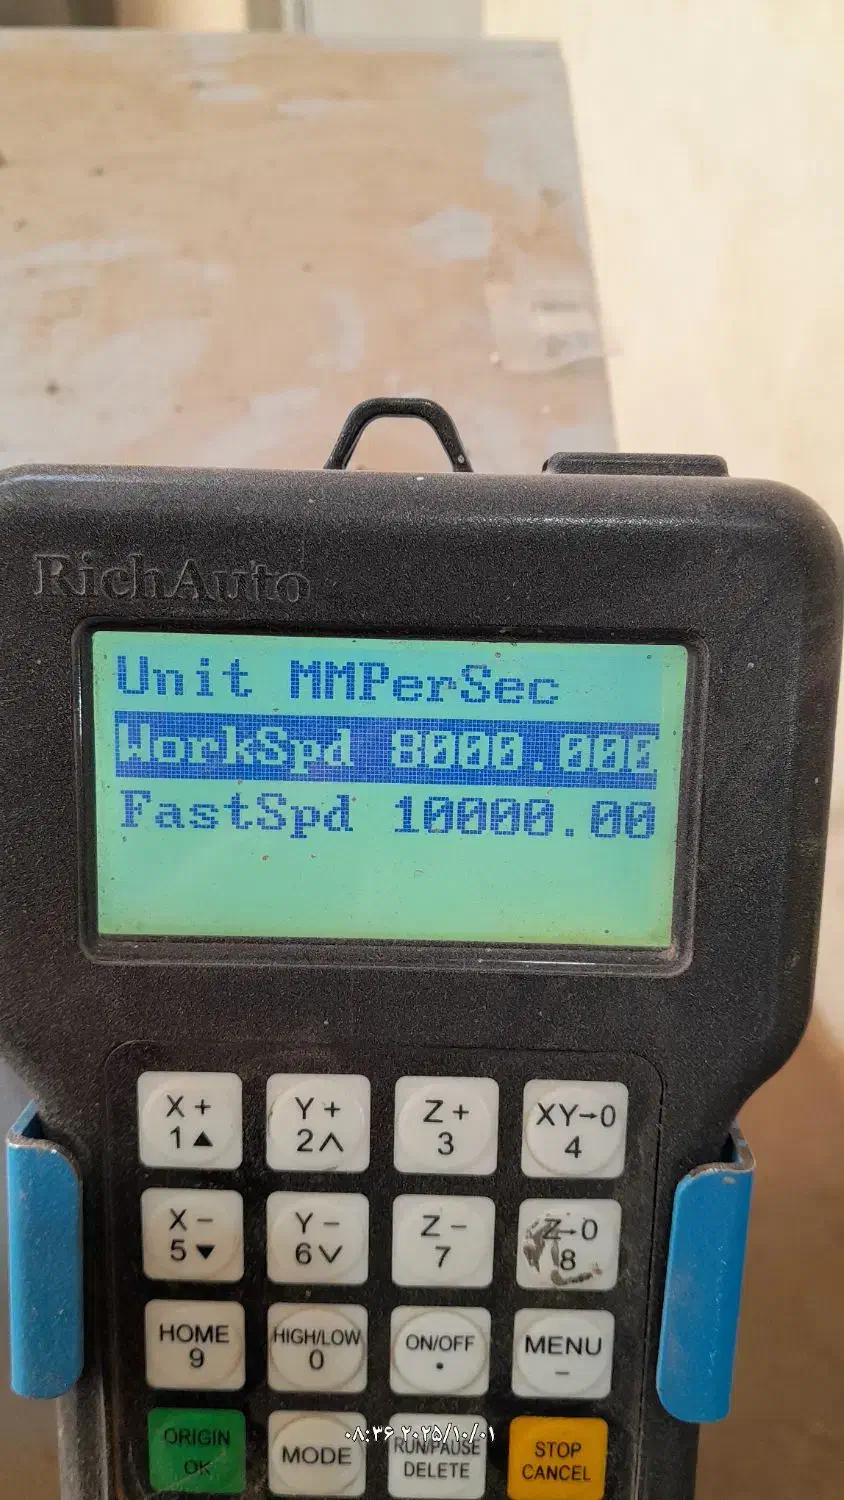 RichAuto
Unit MMPerSec
WorkSpd 8000.000
FastSpd 10000.00
X+
1▲
Y+
2∧
Z+
3
XY→0
4
X−
5▼
Y−
6∨
Z−
7
Z→0
8
HOME
9
HIGH/LOW
0
ON/OFF
•
MENU
−
ORIGIN
OK
MODE
RUN/PAUSE
DELETE
STOP
CANCEL
۰۸:۳۶ ۲۰۲۵/۱۰/۰۱